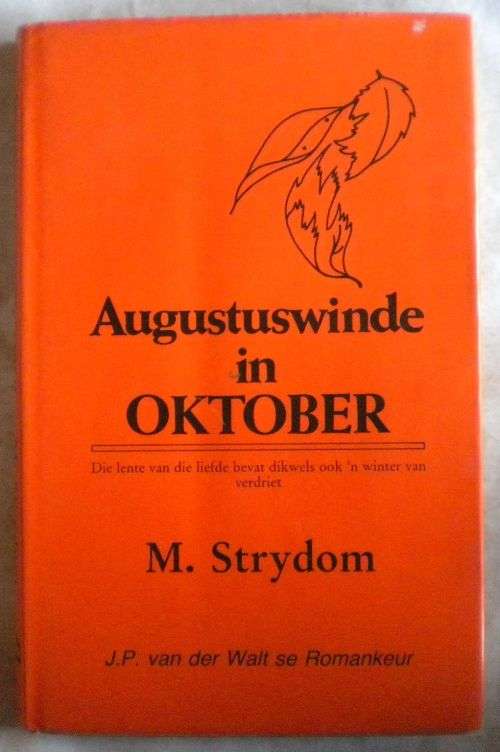 Augustuswinde
in
OKTOBER
Die lente van die liefde bevat dikwels ook 'n winter van
verdriet
M. Strydom
J.P. van der Walt se Romankeur